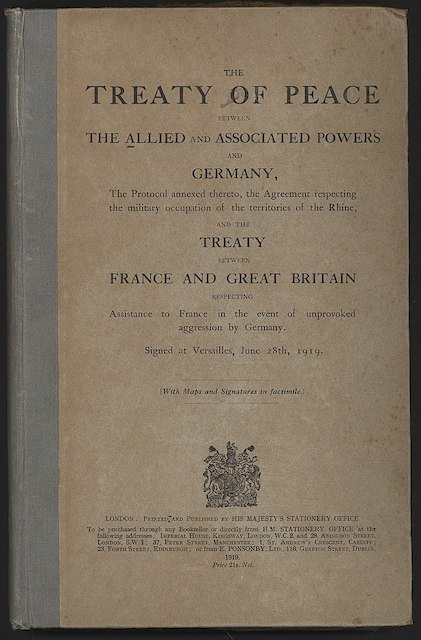 THE
TREATY OF PEACE
BETWEEN
THE ALLIED AND ASSOCIATED POWERS
AND
GERMANY,
The Protocol annexed thereto, the Agreement respecting
the military occupation of the territories of the Rhine,
AND THE
TREATY
BETWEEN
FRANCE AND GREAT BRITAIN
RESPECTING
Assistance to France in the event of unprovoked
aggression by Germany.
Signed at Versailles, June 28th, 1919.
(With Maps and Signatures in facsimile.)
LONDON: PRINTED AND PUBLISHED BY HIS MAJESTY'S STATIONERY OFFICE.
To be purchased through any Bookseller or directly from H.M. STATIONERY OFFICE at the
following addresses: IMPERIAL HOUSE, KINGSWAY, LONDON, W.C.2, and 28, ABINGDON STREET,
LONDON, S.W.1; 37, PETER STREET, MANCHESTER; 1, ST. ANDREW'S CRESCENT, CARDIFF;
23, FORTH STREET, EDINBURGH; or from E. PONSONBY, LTD., 116, GRAFTON STREET, DUBLIN.
1919.
Price 21s. Net.